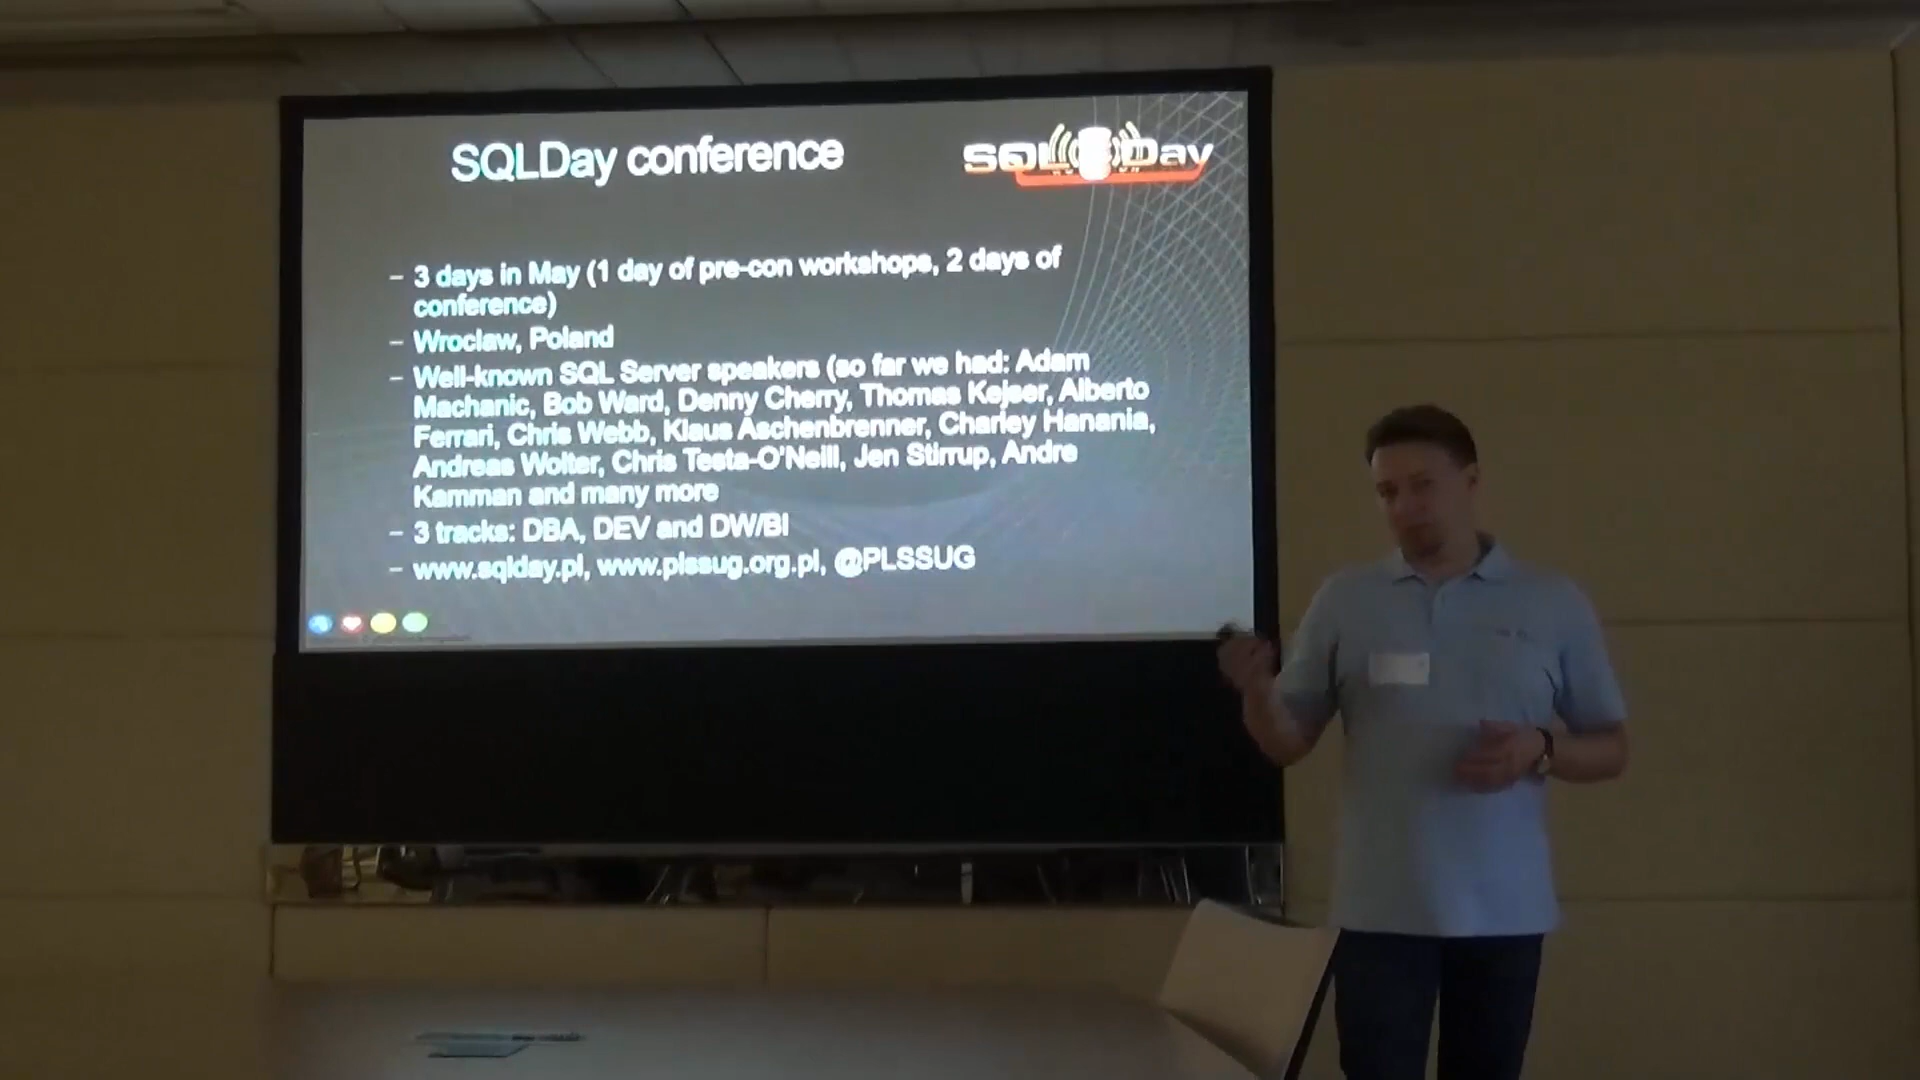 SQLDay conference
SQL Day
– 3 days in May (1 day of pre-con workshops, 2 days of
conference)
– Wroclaw, Poland
– Well-known SQL Server speakers (so far we had: Adam
Machanic, Bob Ward, Denny Cherry, Thomas Kejser, Alberto
Ferrari, Chris Webb, Klaus Aschenbrenner, Charley Hanania,
Andreas Wolter, Chris Testa-O'Neill, Jen Stirrup, Andre
Kamman and many more
– 3 tracks: DBA, DEV and DW/BI
– www.sqlday.pl, www.plssug.org.pl, @PLSSUG